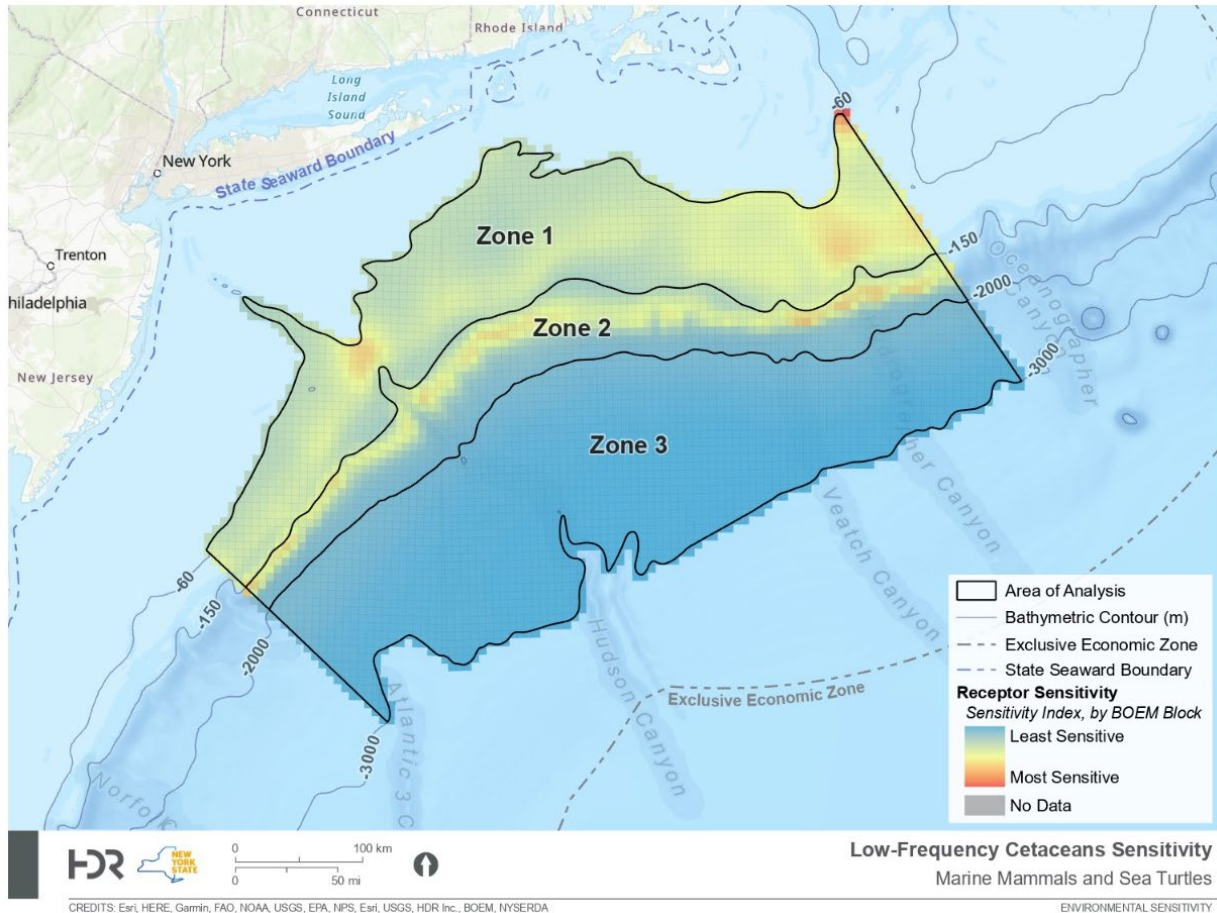 Connecticut
Rhode Island
Long
Island
Sound
New York
State Seaward Boundary
Trenton
hiladelphia
New Jersey
-60
Zone 1
-150
-2000
-3000
Oceanographer
Canyon
Zone 2
Zone 3
Veatch Canyon
Hudson Canyon
Exclusive Economic Zone
-60
-150
-2000
-3000
Atlantic 3 C
Norfolk
Area of Analysis
Bathymetric Contour (m)
Exclusive Economic Zone
State Seaward Boundary
Receptor Sensitivity
Sensitivity Index, by BOEM Block
Least Sensitive
Most Sensitive
No Data
HDR
NEW
YORK
STATE
0 100 km
0 50 mi
Low-Frequency Cetaceans Sensitivity
Marine Mammals and Sea Turtles
CREDITS: Esri, HERE, Garmin, FAO, NOAA, USGS, EPA, NPS, Esri, USGS, HDR Inc., BOEM, NYSERDA
ENVIRONMENTAL SENSITIVITY